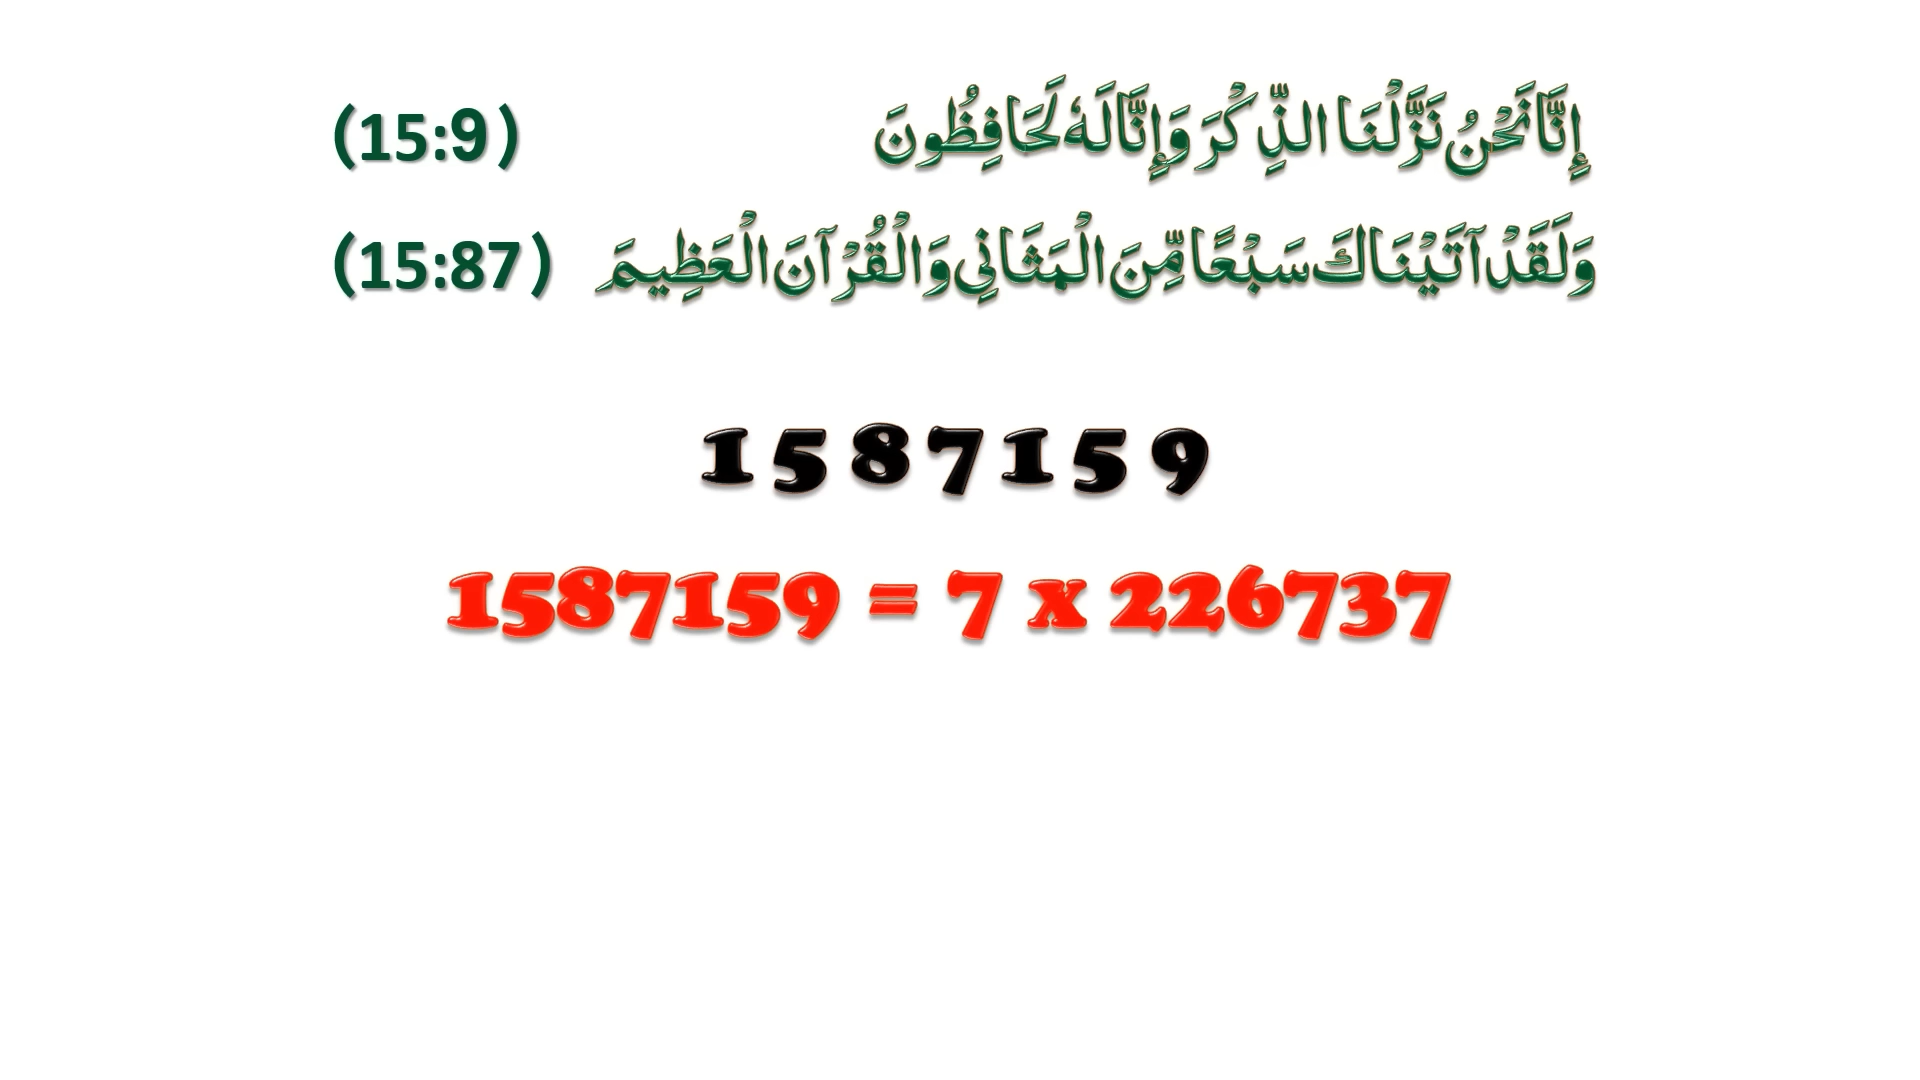 إِنَّا نَحْنُ نَزَّلْنَا الذِّكْرَ وَإِنَّا لَهُ لَحَافِظُونَ (15:9)
وَلَقَدْ آتَيْنَاكَ سَبْعًا مِّنَ الْمَثَانِي وَالْقُرْآنَ الْعَظِيمَ (15:87)
1587159
1587159 = 7 x 226737